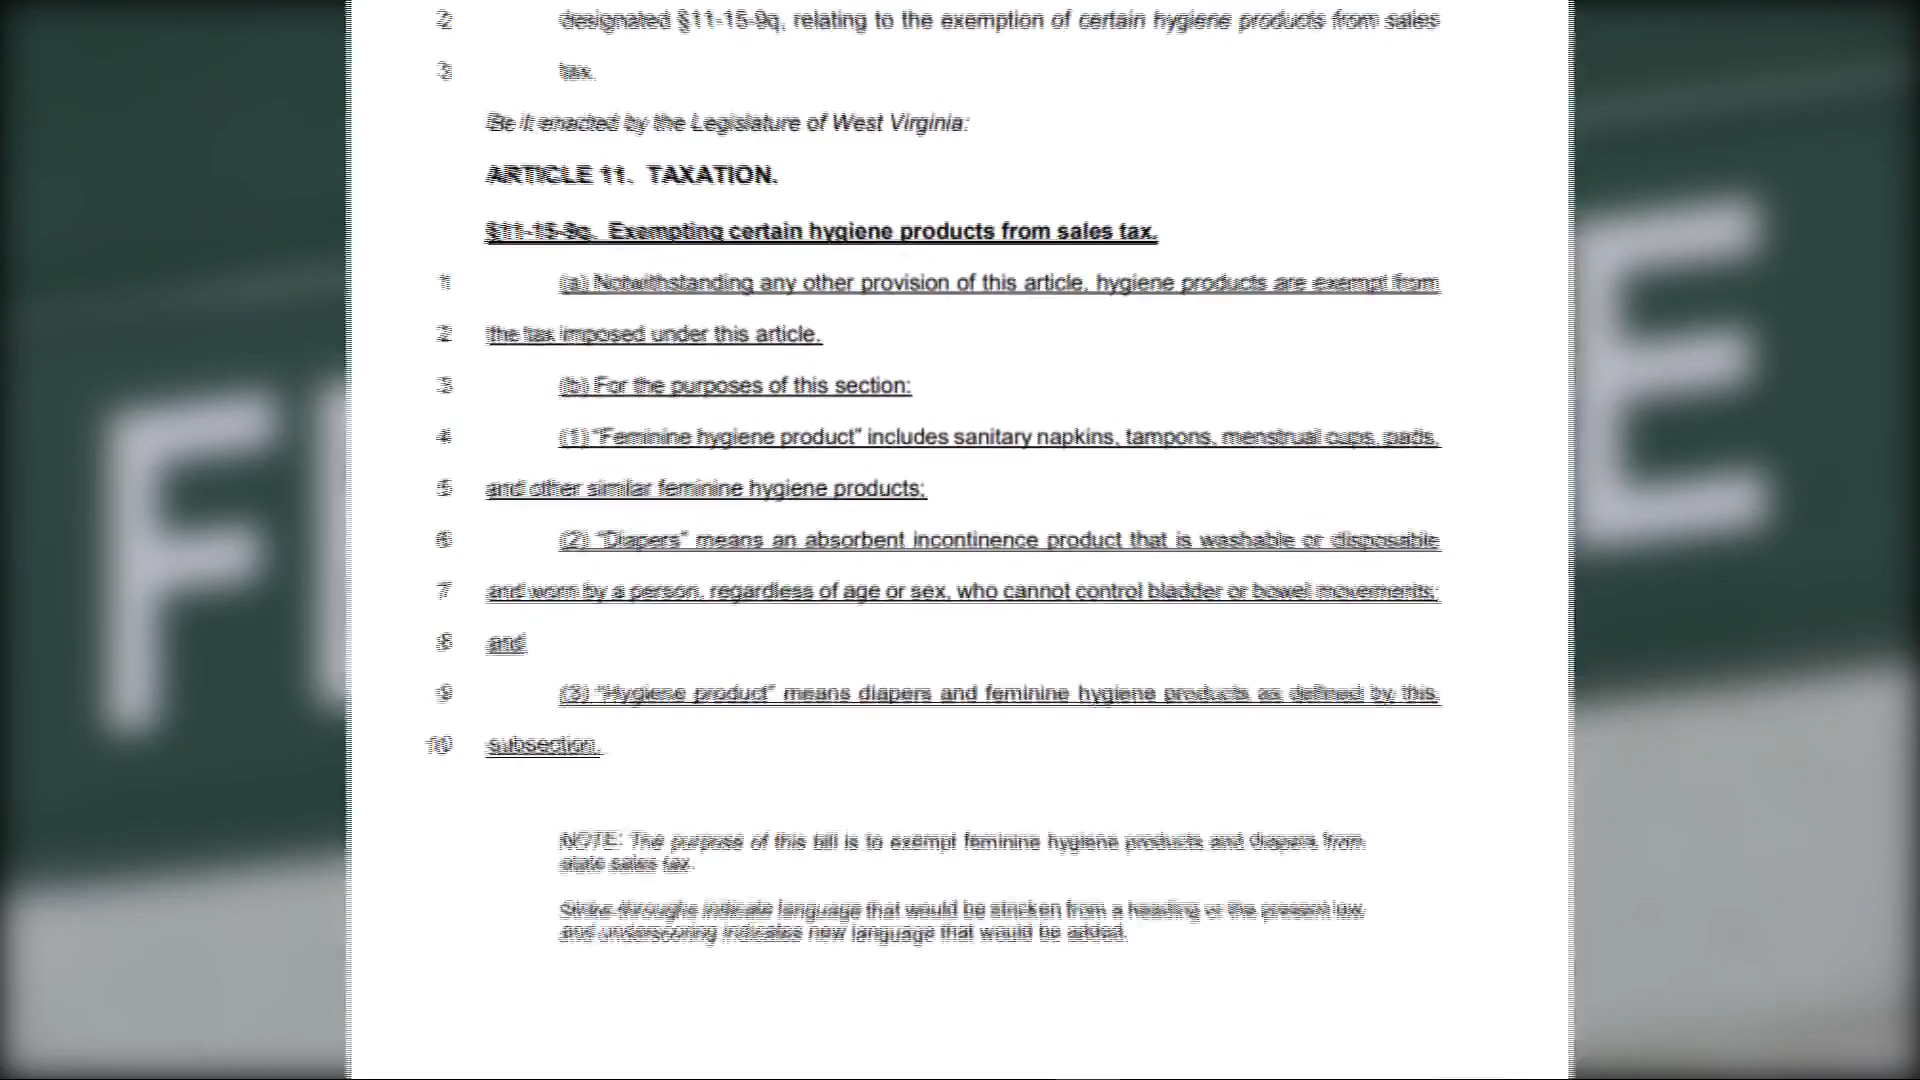 2 designated §11-15-9q, relating to the exemption of certain hygiene products from sales
3 tax.
Be it enacted by the Legislature of West Virginia:
ARTICLE 11. TAXATION.
§11-15-9q. Exempting certain hygiene products from sales tax.
1 (a) Notwithstanding any other provision of this article, hygiene products are exempt from
2 the tax imposed under this article.
3 (b) For the purposes of this section:
4 (1) “Feminine hygiene product” includes sanitary napkins, tampons, menstrual cups, pads,
5 and other similar feminine hygiene products;
6 (2) “Diapers” means an absorbent incontinence product that is washable or disposable
7 and worn by a person, regardless of age or sex, who cannot control bladder or bowel movements;
8 and
9 (3) “Hygiene product” means diapers and feminine hygiene products as defined by this
10 subsection.
NOTE: The purpose of this bill is to exempt feminine hygiene products and diapers from
state sales tax.
Strike-throughs indicate language that would be stricken from a heading or the present law
and underscoring indicates new language that would be added.